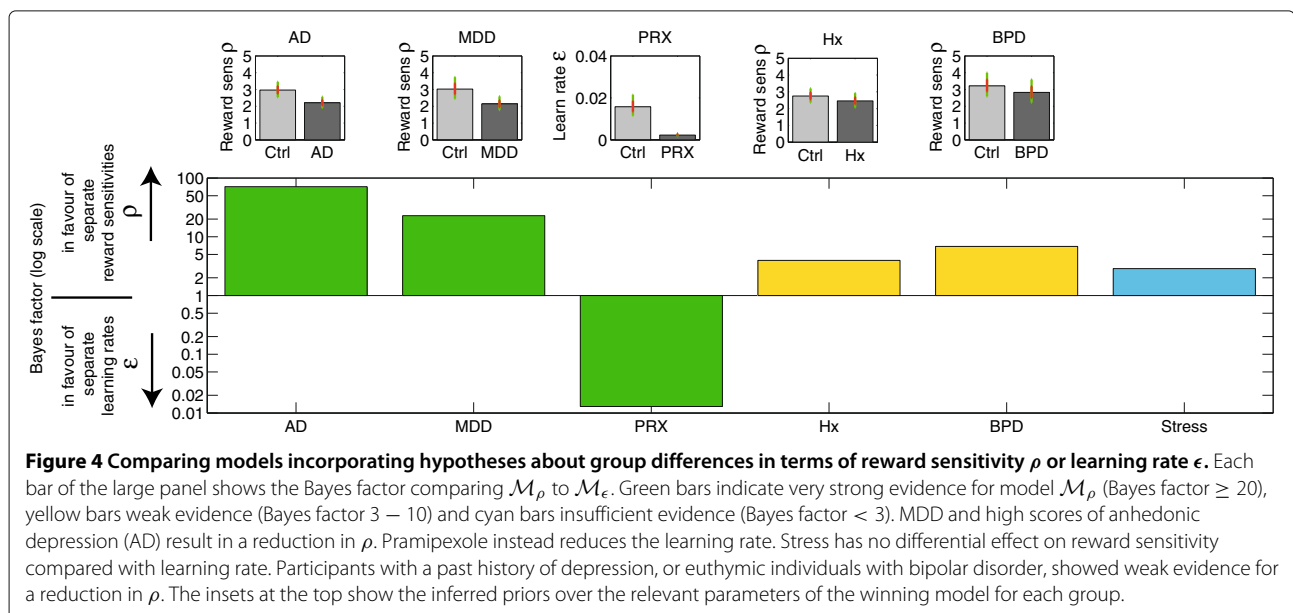 AD
MDD
PRX
Hx
BPD
Reward sens ρ
5
4
3
2
1
0
Ctrl AD
Reward sens ρ
5
4
3
2
1
0
Ctrl MDD
Learn rate ε
0.04
0.02
0
Ctrl PRX
Reward sens ρ
5
4
3
2
1
0
Ctrl Hx
Reward sens ρ
5
4
3
2
1
0
Ctrl BPD
Bayes factor (log scale)
in favour of
separate
reward sensitivities
ρ
in favour of
separate
learning rates
ε
100
50
20
10
5
2
1
0.5
0.2
0.1
0.05
0.02
0.01
AD MDD PRX Hx BPD Stress
Figure 4 Comparing models incorporating hypotheses about group differences in terms of reward sensitivity ρ or learning rate ϵ. Each
bar of the large panel shows the Bayes factor comparing ℳρ to ℳϵ. Green bars indicate very strong evidence for model ℳρ (Bayes factor ≥ 20),
yellow bars weak evidence (Bayes factor 3 − 10) and cyan bars insufficient evidence (Bayes factor < 3). MDD and high scores of anhedonic
depression (AD) result in a reduction in ρ. Pramipexole instead reduces the learning rate. Stress has no differential effect on reward sensitivity
compared with learning rate. Participants with a past history of depression, or euthymic individuals with bipolar disorder, showed weak evidence for
a reduction in ρ. The insets at the top show the inferred priors over the relevant parameters of the winning model for each group.